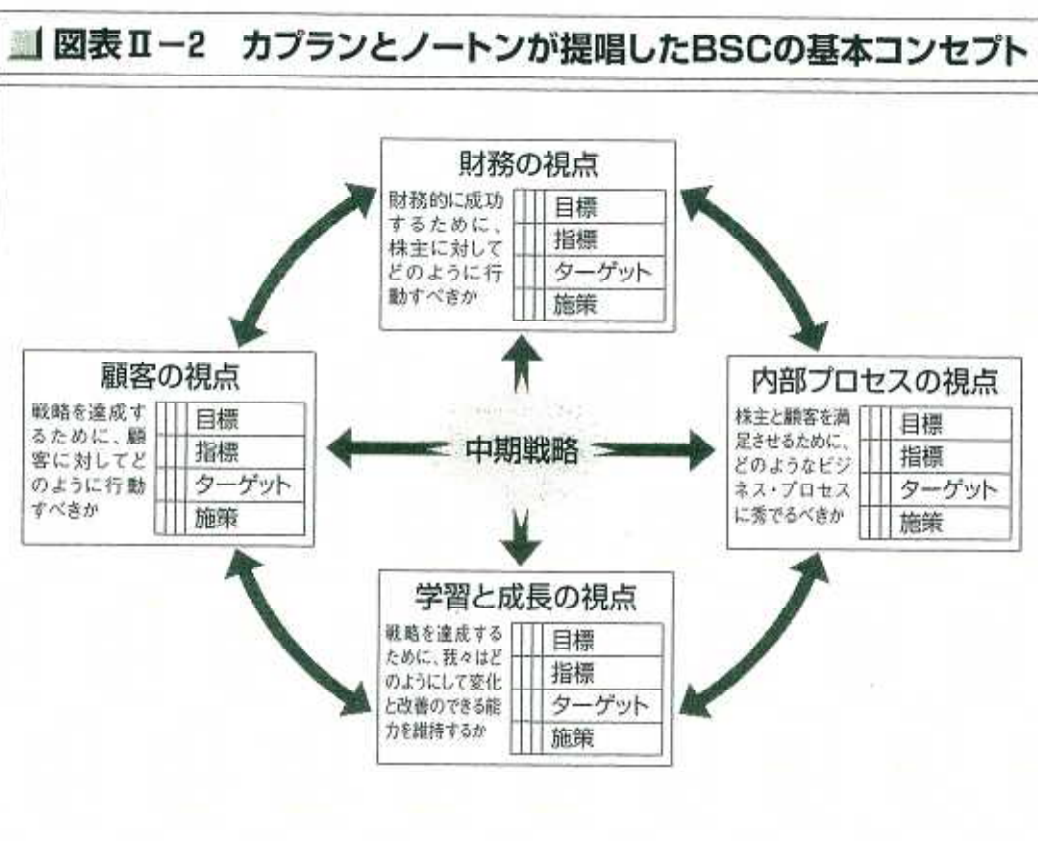 図表Ⅱ－2　カプランとノートンが提唱したBSCの基本コンセプト
財務の視点
財務的に成功
するために、
株主に対して
どのように行
動すべきか
目標
指標
ターゲット
施策
顧客の視点
戦略を達成す
るために、顧
客に対してど
のように行動
すべきか
目標
指標
ターゲット
施策
中期戦略
内部プロセスの視点
株主と顧客を満
足させるために、
どのようなビジ
ネス・プロセス
に秀でるべきか
目標
指標
ターゲット
施策
学習と成長の視点
戦略を達成する
ために、我々はど
のようにして変化
と改善のできる能
力を維持するか
目標
指標
ターゲット
施策